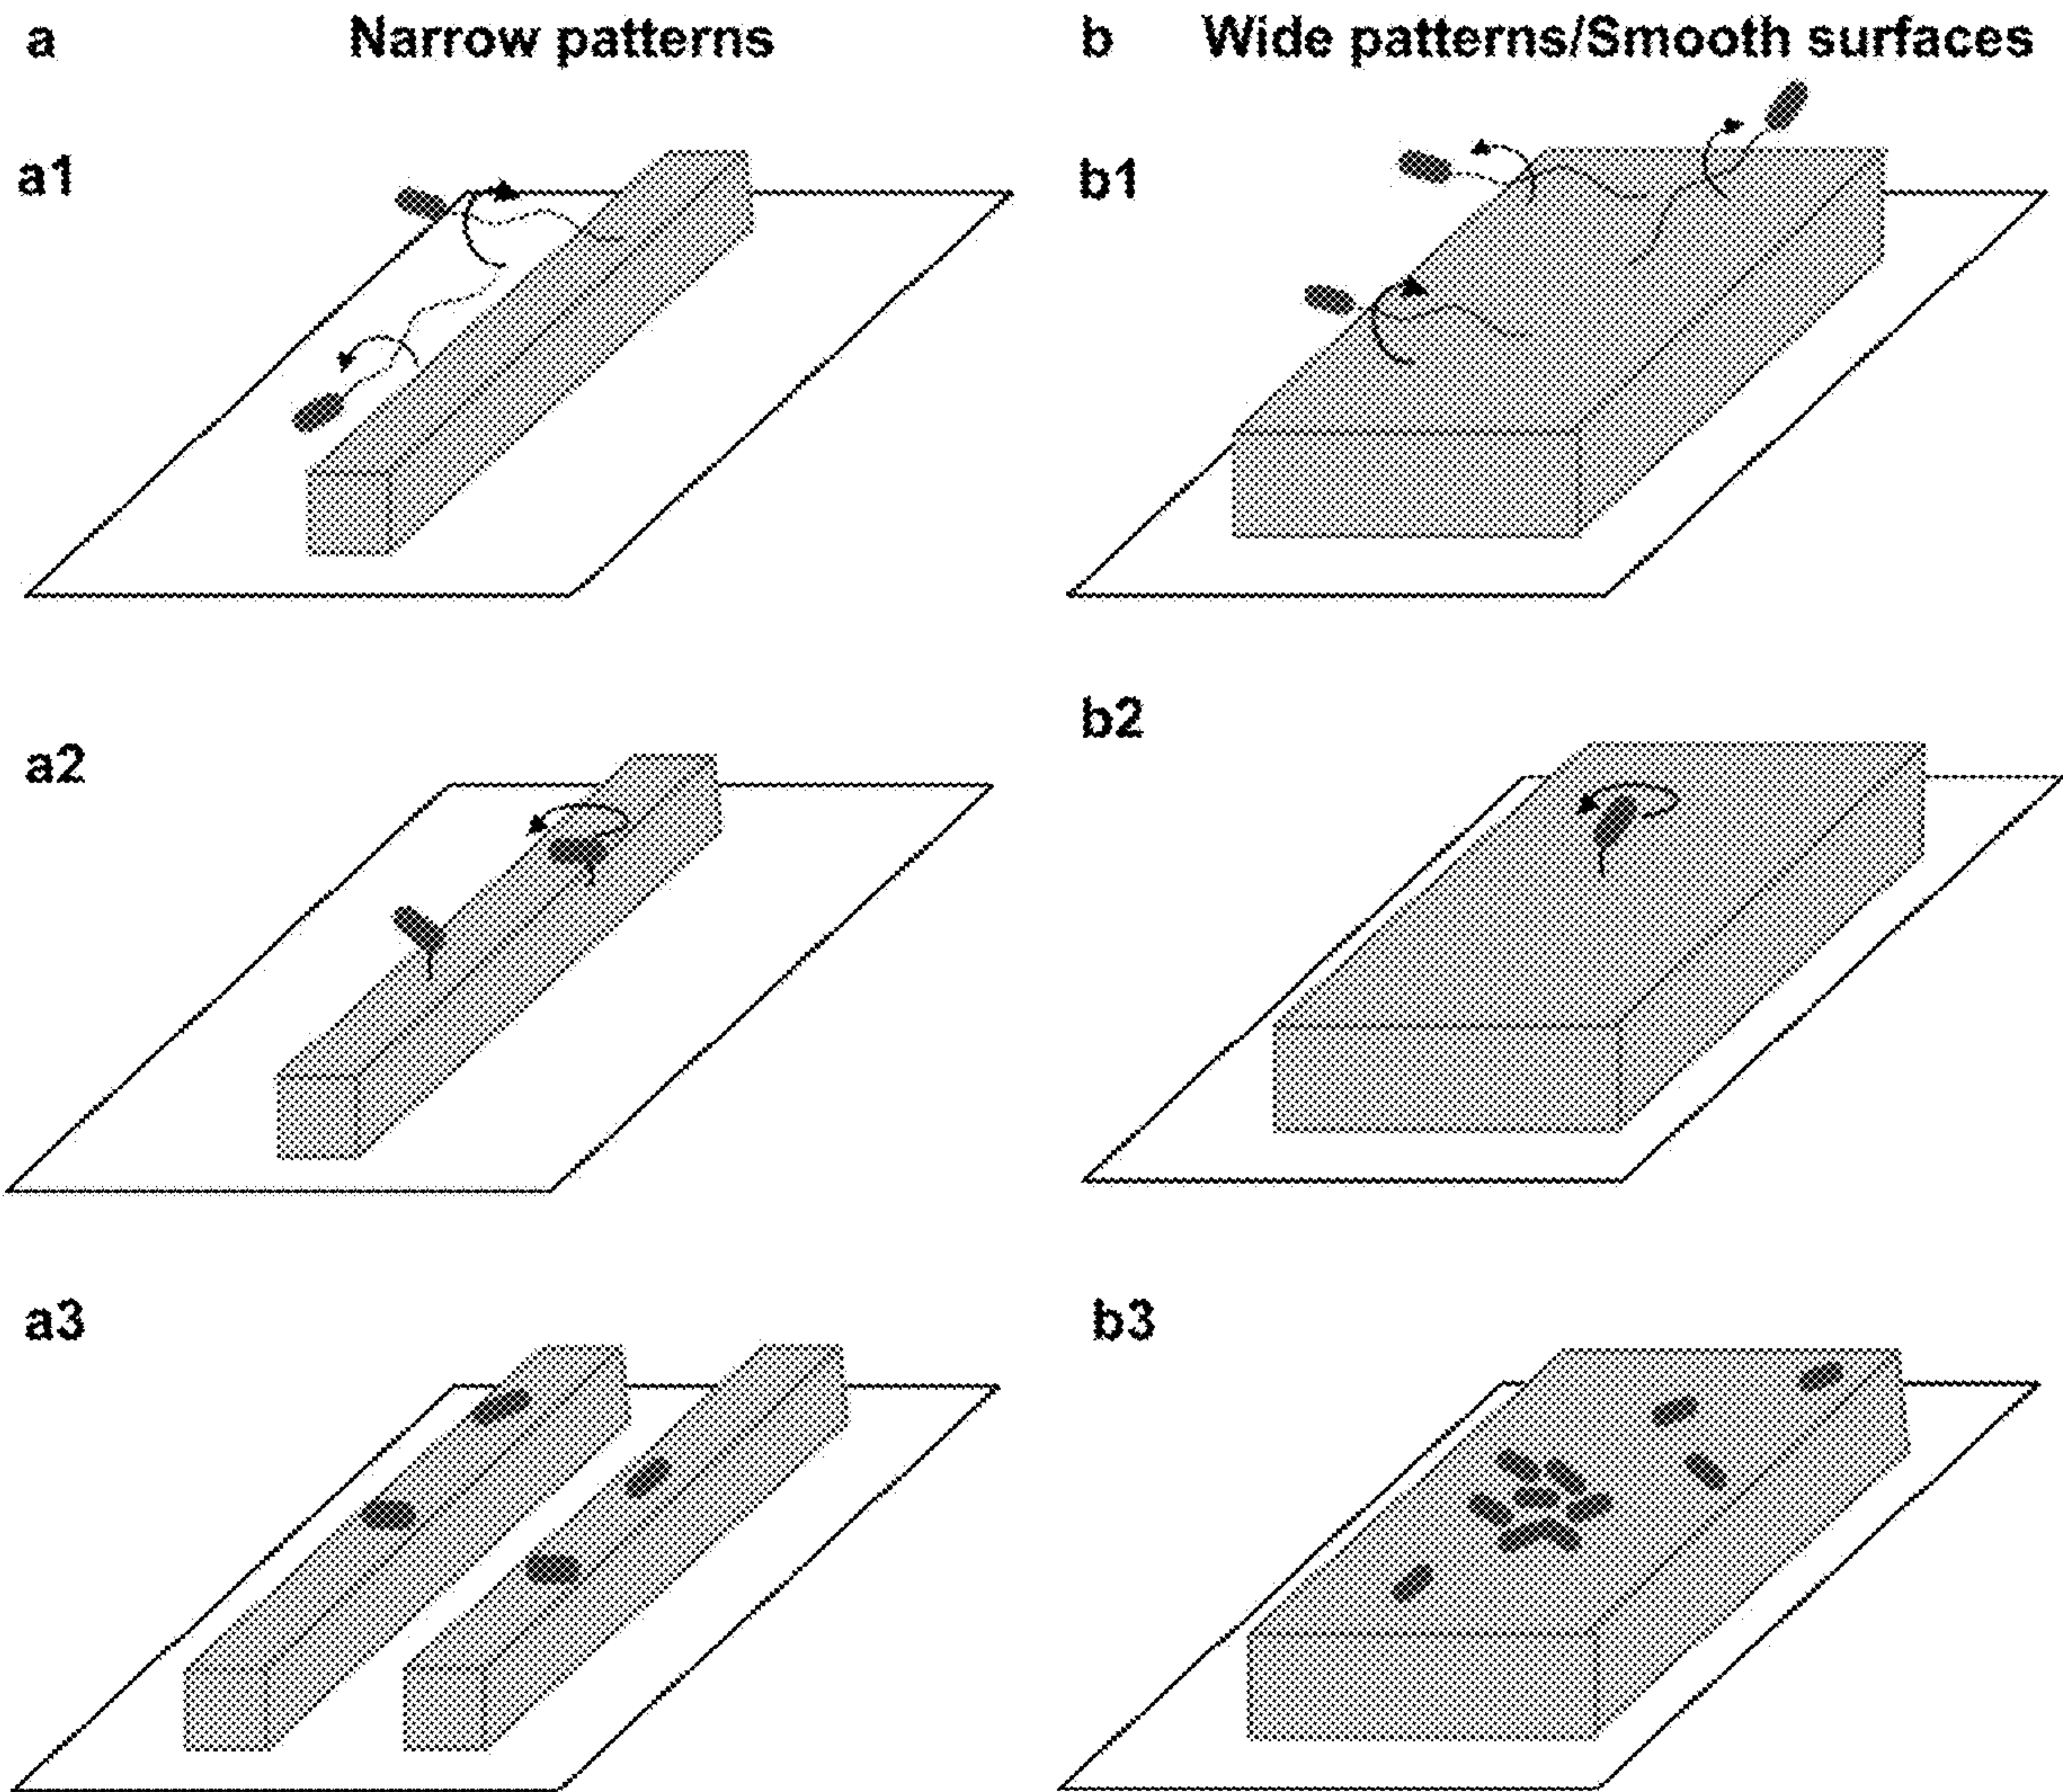 a Narrow patterns
b Wide patterns/Smooth surfaces
a1
b1
a2
b2
a3
b3